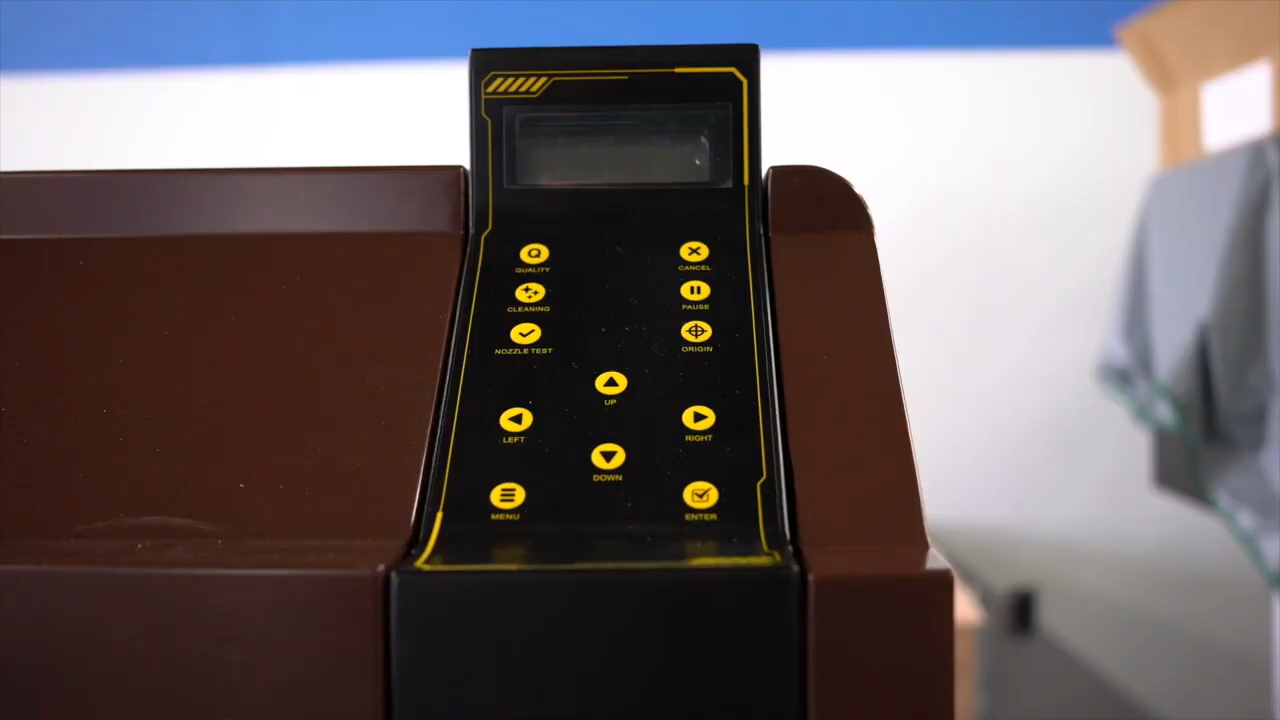 Q
QUALITY
CANCEL
CLEANING
PAUSE
NOZZLE TEST
ORIGIN
UP
LEFT
RIGHT
DOWN
MENU
ENTER